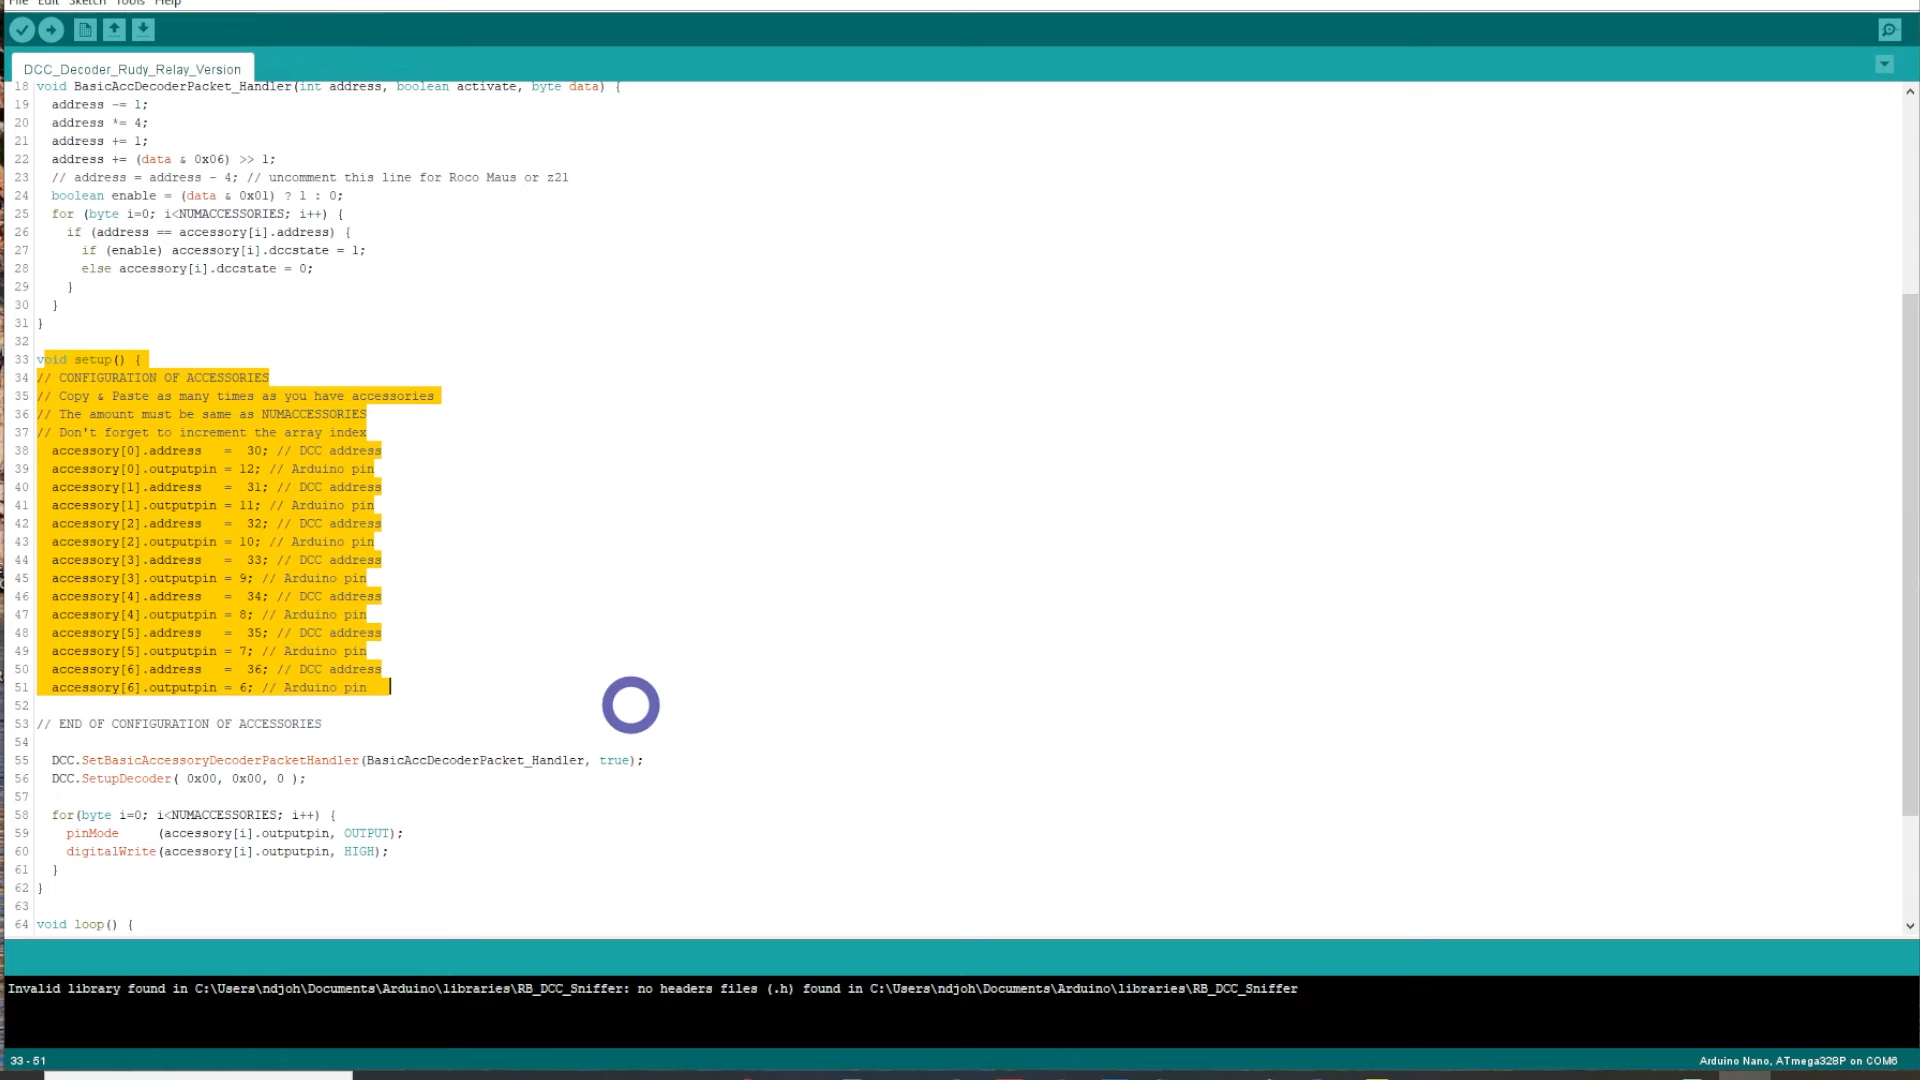 File Edit Sketch Tools Help
DCC_Decoder_Rudy_Relay_Version
18 void BasicAccDecoderPacket_Handler(int address, boolean activate, byte data) {
19   address -= 1;
20   address *= 4;
21   address += 1;
22   address += (data & 0x06) >> 1;
23   // address = address - 4; // uncomment this line for Roco Maus or z21
24   boolean enable = (data & 0x01) ? 1 : 0;
25   for (byte i=0; i<NUMACCESSORIES; i++) {
26     if (address == accessory[i].address) {
27       if (enable) accessory[i].dccstate = 1;
28       else accessory[i].dccstate = 0;
29     }
30   }
31 }
32
33 void setup() {
34 // CONFIGURATION OF ACCESSORIES
35 // Copy & Paste as many times as you have accessories
36 // The amount must be same as NUMACCESSORIES
37 // Don't forget to increment the array index
38   accessory[0].address   =  30; // DCC address
39   accessory[0].outputpin = 12; // Arduino pin
40   accessory[1].address   =  31; // DCC address
41   accessory[1].outputpin = 11; // Arduino pin
42   accessory[2].address   =  32; // DCC address
43   accessory[2].outputpin = 10; // Arduino pin
44   accessory[3].address   =  33; // DCC address
45   accessory[3].outputpin = 9; // Arduino pin
46   accessory[4].address   =  34; // DCC address
47   accessory[4].outputpin = 8; // Arduino pin
48   accessory[5].address   =  35; // DCC address
49   accessory[5].outputpin = 7; // Arduino pin
50   accessory[6].address   =  36; // DCC address
51   accessory[6].outputpin = 6; // Arduino pin
52
53 // END OF CONFIGURATION OF ACCESSORIES
54
55   DCC.SetBasicAccessoryDecoderPacketHandler(BasicAccDecoderPacket_Handler, true);
56   DCC.SetupDecoder( 0x00, 0x00, 0 );
57
58   for(byte i=0; i<NUMACCESSORIES; i++) {
59     pinMode     (accessory[i].outputpin, OUTPUT);
60     digitalWrite(accessory[i].outputpin, HIGH);
61   }
62 }
63
64 void loop() {
Invalid library found in C:\Users\ndjoh\Documents\Arduino\libraries\RB_DCC_Sniffer: no headers files (.h) found in C:\Users\ndjoh\Documents\Arduino\libraries\RB_DCC_Sniffer
33 - 51
Arduino Nano, ATmega328P on COM6